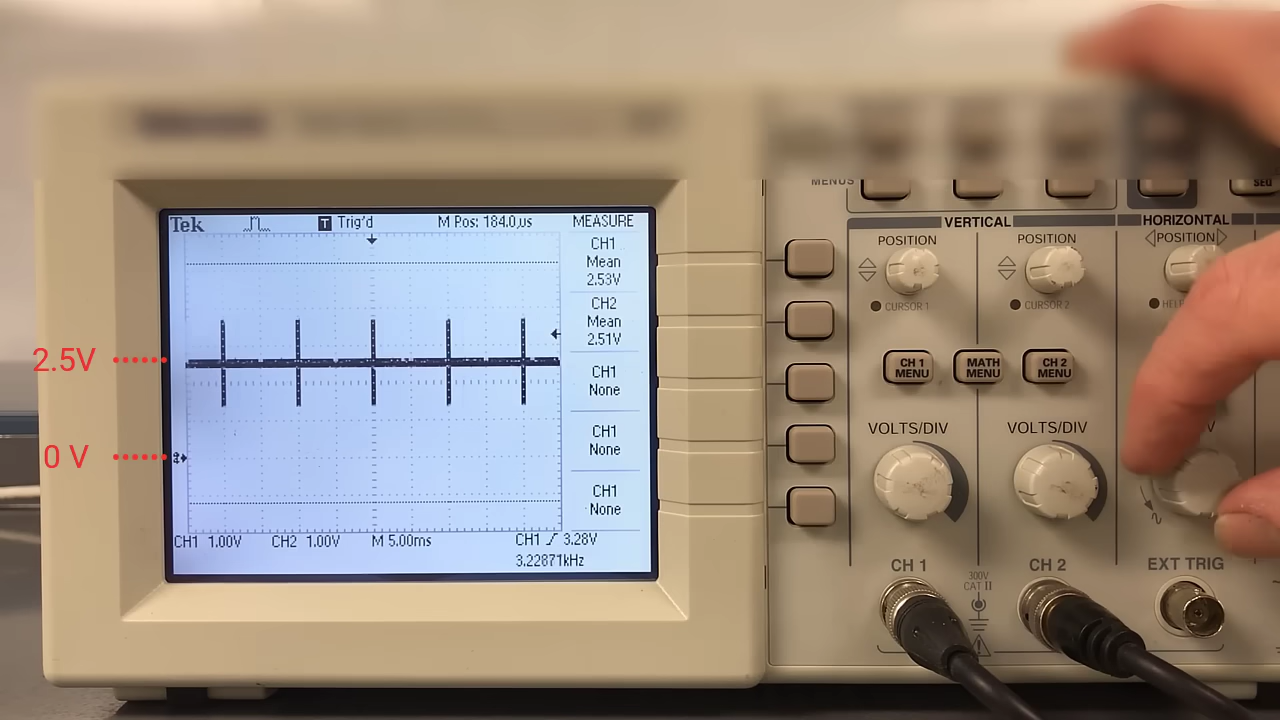 Tek
T Trig'd
M Pos: 184.0µs
MEASURE
CH1
Mean
2.53V
CH2
Mean
2.51V
CH1
None
CH1
None
CH1
None
2.5V
0 V
CH1 1.00V
CH2 1.00V
M 5.00ms
CH1 3.28V
3.22871kHz
MENUS
SEQ
VERTICAL
HORIZONTAL
POSITION
POSITION
POSITION
CURSOR 1
CURSOR 2
HELP
CH 1
MENU
MATH
MENU
CH 2
MENU
VOLTS/DIV
VOLTS/DIV
CH 1
300V
CAT II
CH 2
EXT TRIG